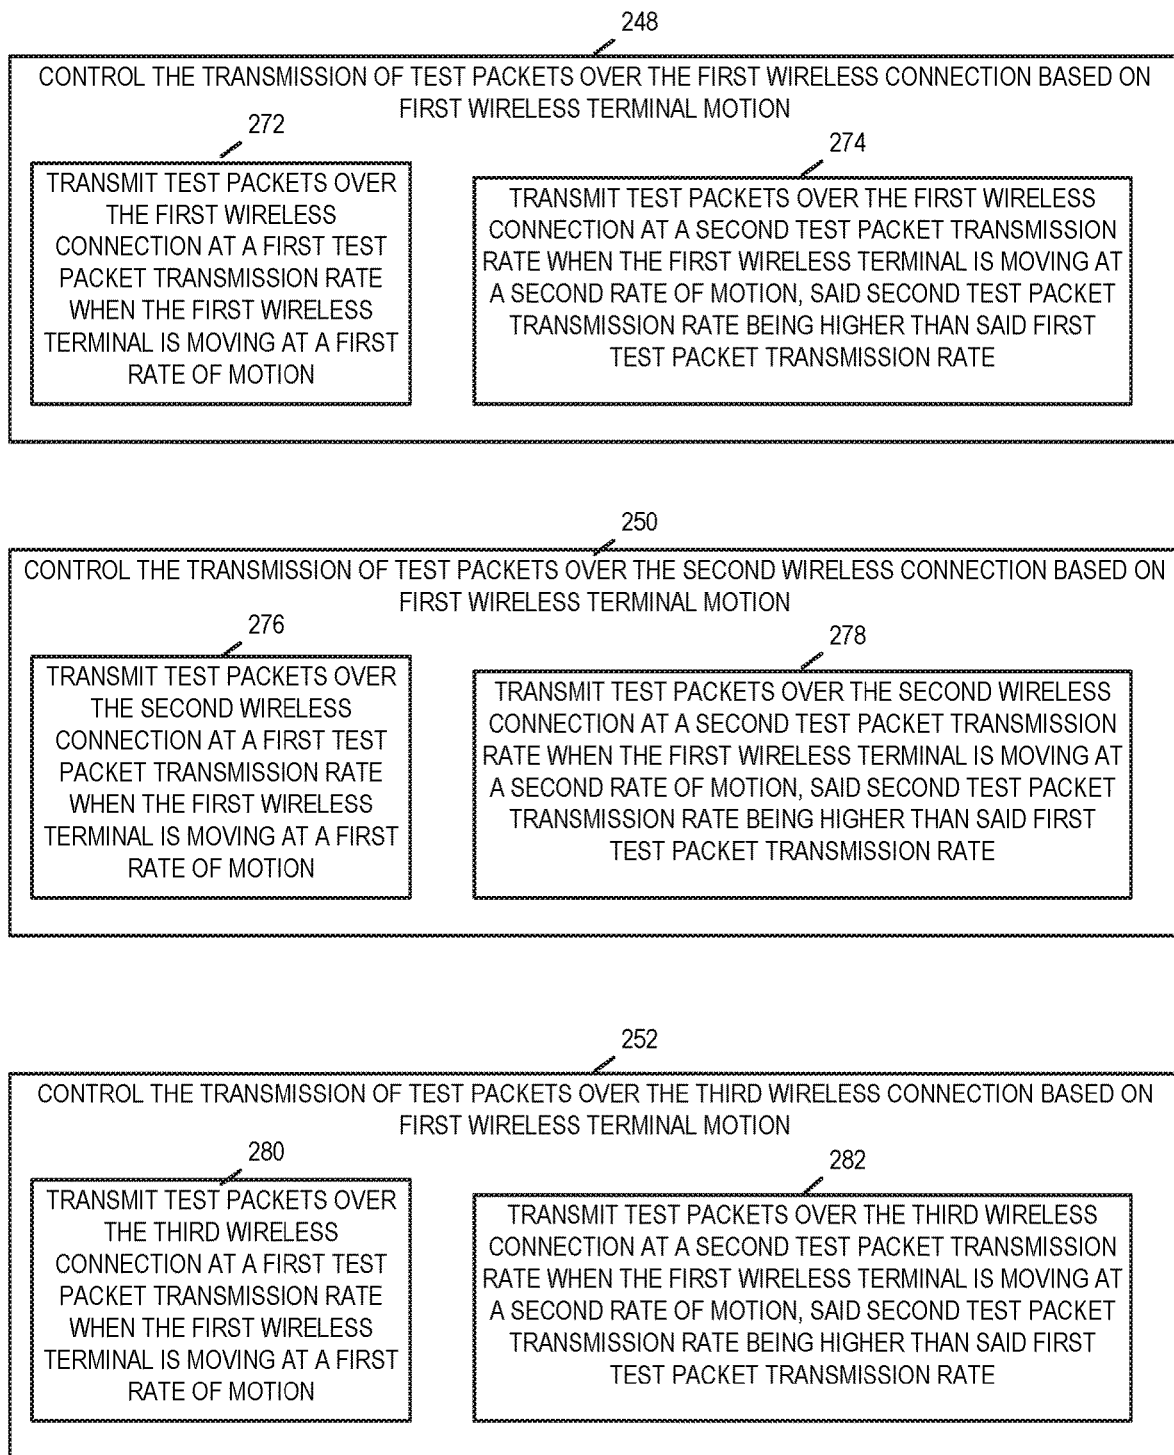 248
CONTROL THE TRANSMISSION OF TEST PACKETS OVER THE FIRST WIRELESS CONNECTION BASED ON
FIRST WIRELESS TERMINAL MOTION
272
TRANSMIT TEST PACKETS OVER
THE FIRST WIRELESS
CONNECTION AT A FIRST TEST
PACKET TRANSMISSION RATE
WHEN THE FIRST WIRELESS
TERMINAL IS MOVING AT A FIRST
RATE OF MOTION
274
TRANSMIT TEST PACKETS OVER THE FIRST WIRELESS
CONNECTION AT A SECOND TEST PACKET TRANSMISSION
RATE WHEN THE FIRST WIRELESS TERMINAL IS MOVING AT
A SECOND RATE OF MOTION, SAID SECOND TEST PACKET
TRANSMISSION RATE BEING HIGHER THAN SAID FIRST
TEST PACKET TRANSMISSION RATE
250
CONTROL THE TRANSMISSION OF TEST PACKETS OVER THE SECOND WIRELESS CONNECTION BASED ON
FIRST WIRELESS TERMINAL MOTION
276
TRANSMIT TEST PACKETS OVER
THE SECOND WIRELESS
CONNECTION AT A FIRST TEST
PACKET TRANSMISSION RATE
WHEN THE FIRST WIRELESS
TERMINAL IS MOVING AT A FIRST
RATE OF MOTION
278
TRANSMIT TEST PACKETS OVER THE SECOND WIRELESS
CONNECTION AT A SECOND TEST PACKET TRANSMISSION
RATE WHEN THE FIRST WIRELESS TERMINAL IS MOVING AT
A SECOND RATE OF MOTION, SAID SECOND TEST PACKET
TRANSMISSION RATE BEING HIGHER THAN SAID FIRST
TEST PACKET TRANSMISSION RATE
252
CONTROL THE TRANSMISSION OF TEST PACKETS OVER THE THIRD WIRELESS CONNECTION BASED ON
FIRST WIRELESS TERMINAL MOTION
280
TRANSMIT TEST PACKETS OVER
THE THIRD WIRELESS
CONNECTION AT A FIRST TEST
PACKET TRANSMISSION RATE
WHEN THE FIRST WIRELESS
TERMINAL IS MOVING AT A FIRST
RATE OF MOTION
282
TRANSMIT TEST PACKETS OVER THE THIRD WIRELESS
CONNECTION AT A SECOND TEST PACKET TRANSMISSION
RATE WHEN THE FIRST WIRELESS TERMINAL IS MOVING AT
A SECOND RATE OF MOTION, SAID SECOND TEST PACKET
TRANSMISSION RATE BEING HIGHER THAN SAID FIRST
TEST PACKET TRANSMISSION RATE